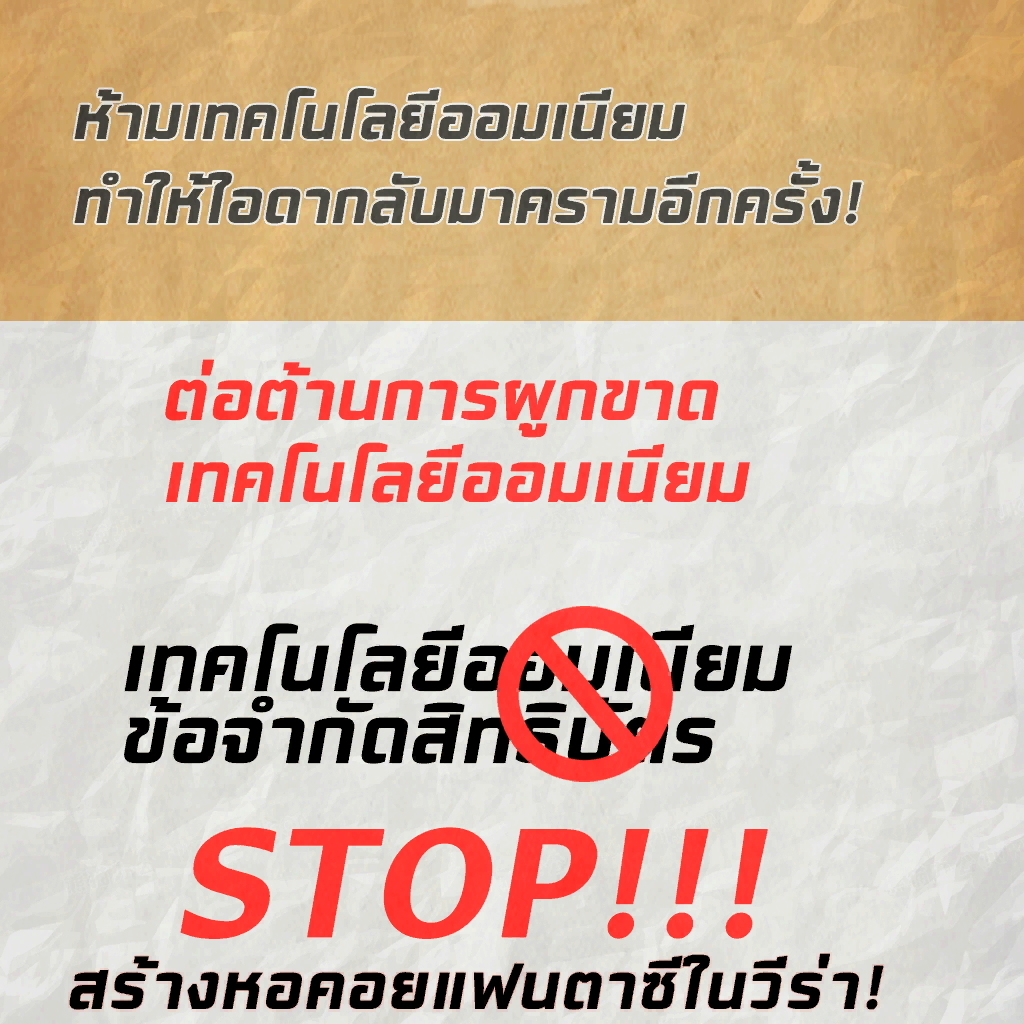 ห้ามเทคโนโลยีออมเนียม
ทำให้ไอดากลับมาครามอีกครั้ง!
ต่อต้านการผูกขาด
เทคโนโลยีออมเนียม
เทคโนโลยีออมเนียม
ข้อจำกัดสิทธิบัตร
STOP!!!
สร้างหอคอยแฟนตาซีในวีร่า!